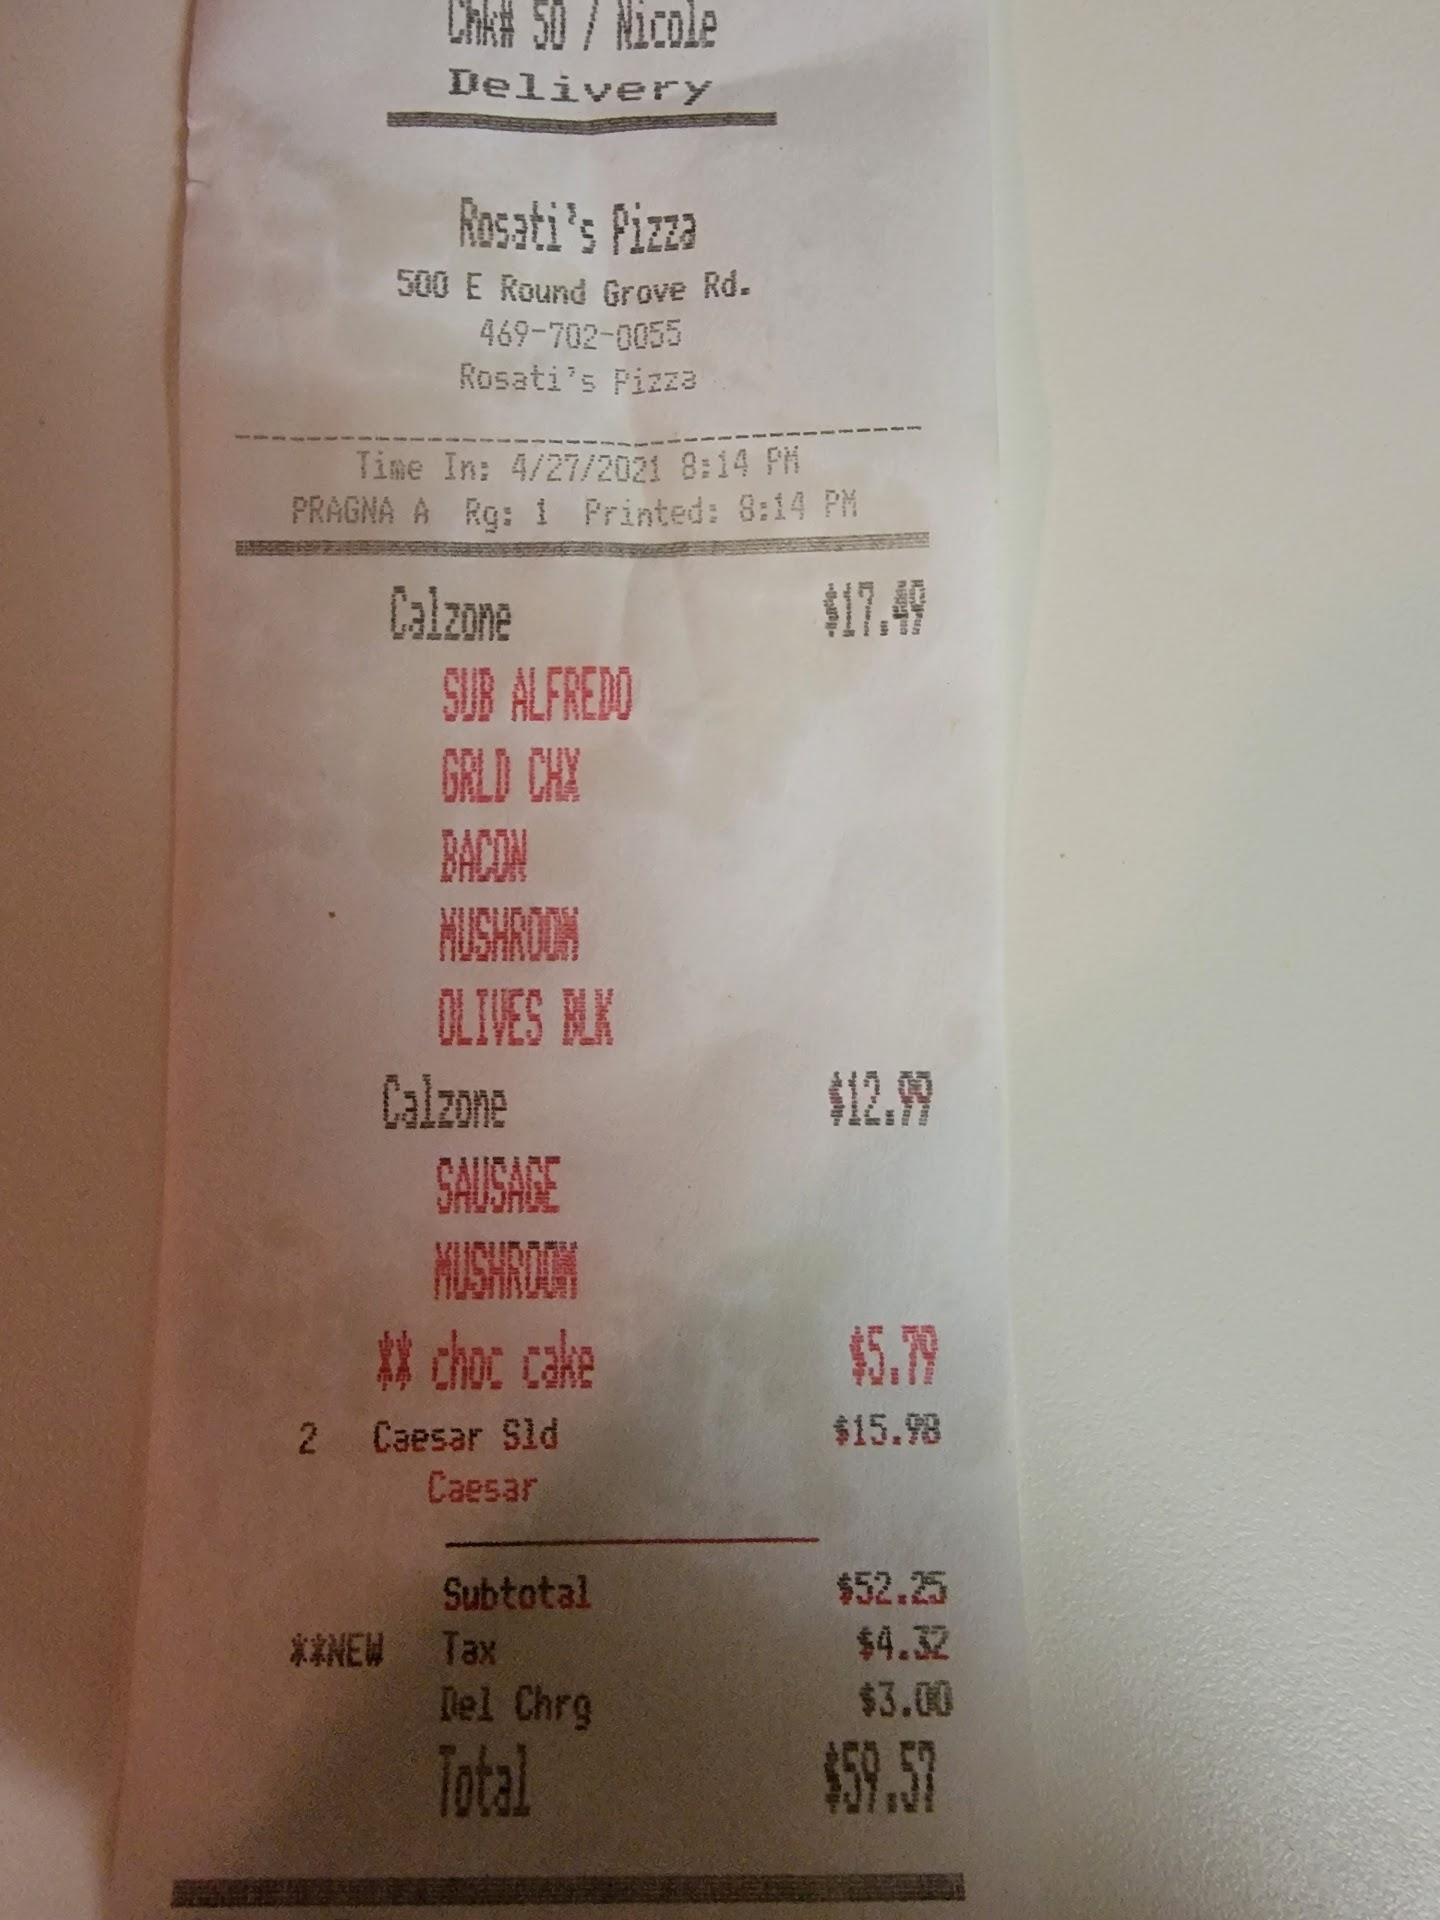 Chk# 50 / Nicole
Delivery
Rosati's Pizza
500 E Round Grove Rd.
469-702-0055
Rosati's Pizza
Time In: 4/27/2021 8:14 PM
PRAGNA A Rg: 1 Printed: 8:14 PM
Calzone $17.49
SUB ALFREDO
GRLD CHX
BACON
MUSHROOM
OLIVES BLK
Calzone $12.99
SAUSAGE
MUSHROOM
** choc cake $5.79
2 Caesar Sld $15.98
Caesar
Subtotal $52.25
**NEW Tax $4.32
Del Chrg $3.00
Total $59.57